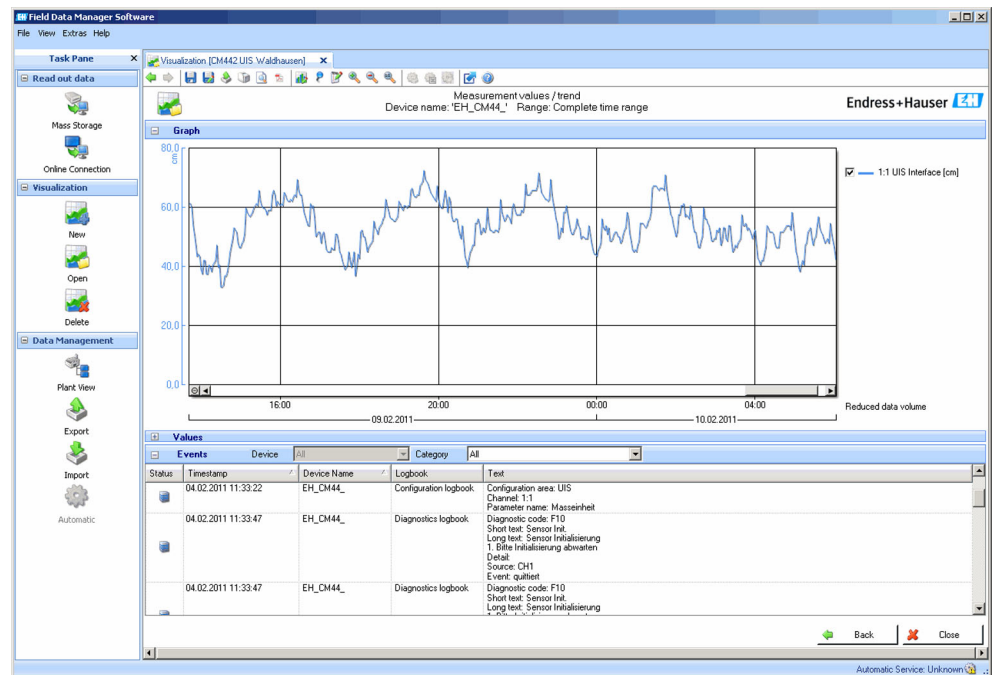 Field Data Manager Software
File View Extras Help
Task Pane X
Visualization [CM442 UIS Waldhausen] x
Read out data
Mass Storage
Online Connection
Visualization
New
Open
Delete
Data Management
Plant View
Export
Import
Automatic
Measurement values / trend
Device name: 'EH_CM44_' Range: Complete time range
Endress+Hauser EH
Graph
80,0
cm
60,0
40,0
20,0
0,0
1:1 UIS Interface [cm]
16:00 20:00 00:00 04:00
09.02.2011 10.02.2011
Reduced data volume
Values
Events Device All Category All
Status Timestamp Device Name Logbook Text
04.02.2011 11:33:22 EH_CM44_ Configuration logbook Configuration area: UIS
Channel: 1:1
Parameter name: Masseinheit
04.02.2011 11:33:47 EH_CM44_ Diagnostics logbook Diagnostic code: F10
Short text: Sensor Init.
Long text: Sensor Initialisierung
1. Bitte Initialisierung abwarten
Detail:
Source: CH1
Event: quittiert
04.02.2011 11:33:47 EH_CM44_ Diagnostics logbook Diagnostic code: F10
Short text: Sensor Init.
Long text: Sensor Initialisierung
Back Close
Automatic Service: Unknown